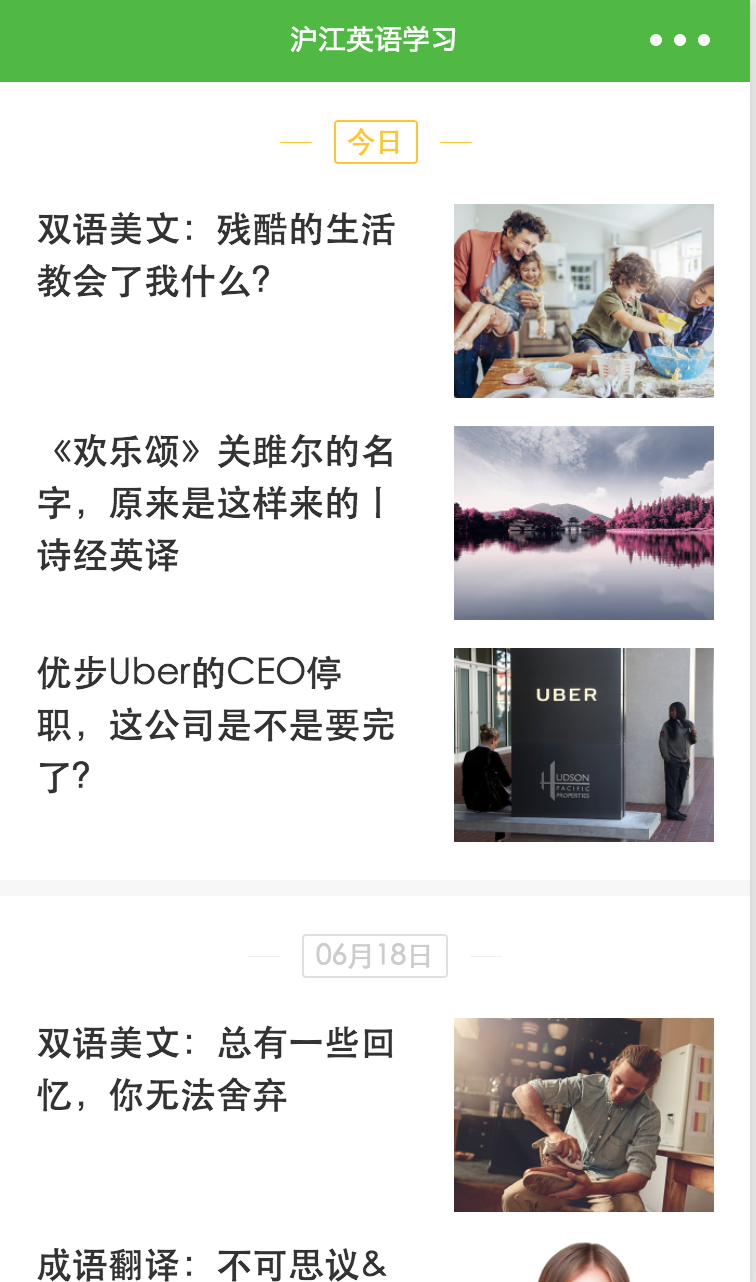 沪江英语学习
今日
双语美文：残酷的生活
教会了我什么？
《欢乐颂》关雎尔的名
字，原来是这样来的丨
诗经英译
优步Uber的CEO停
职，这公司是不是要完
了？
UBER
HUDSON
PACIFIC
PROPERTIES
06月18日
双语美文：总有一些回
忆，你无法舍弃
成语翻译：不可思议&